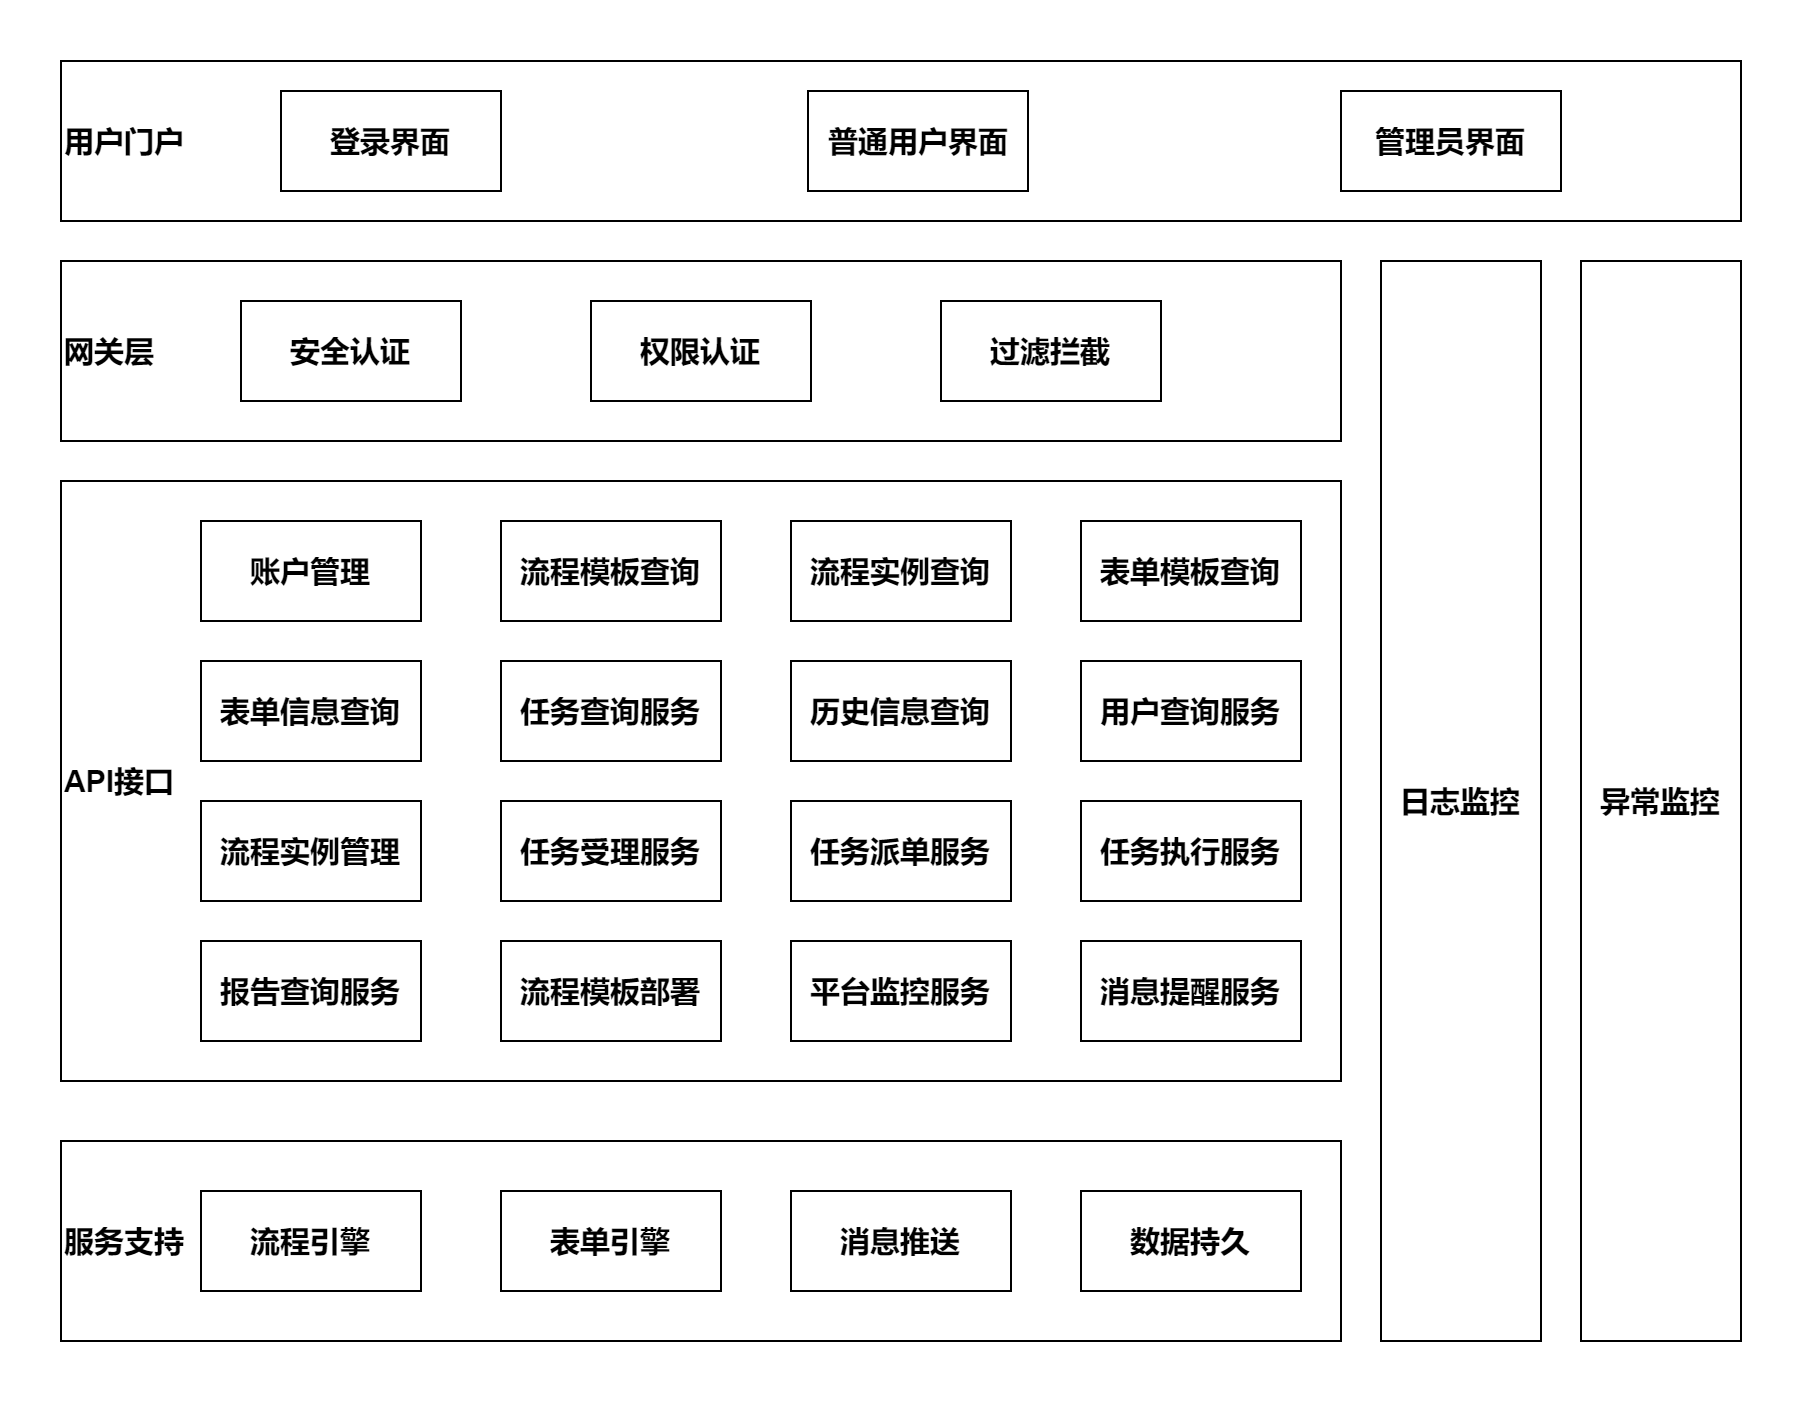 用户门户
登录界面
普通用户界面
管理员界面
网关层
安全认证
权限认证
过滤拦截
API接口
账户管理
流程模板查询
流程实例查询
表单模板查询
表单信息查询
任务查询服务
历史信息查询
用户查询服务
流程实例管理
任务受理服务
任务派单服务
任务执行服务
报告查询服务
流程模板部署
平台监控服务
消息提醒服务
服务支持
流程引擎
表单引擎
消息推送
数据持久
日志监控
异常监控